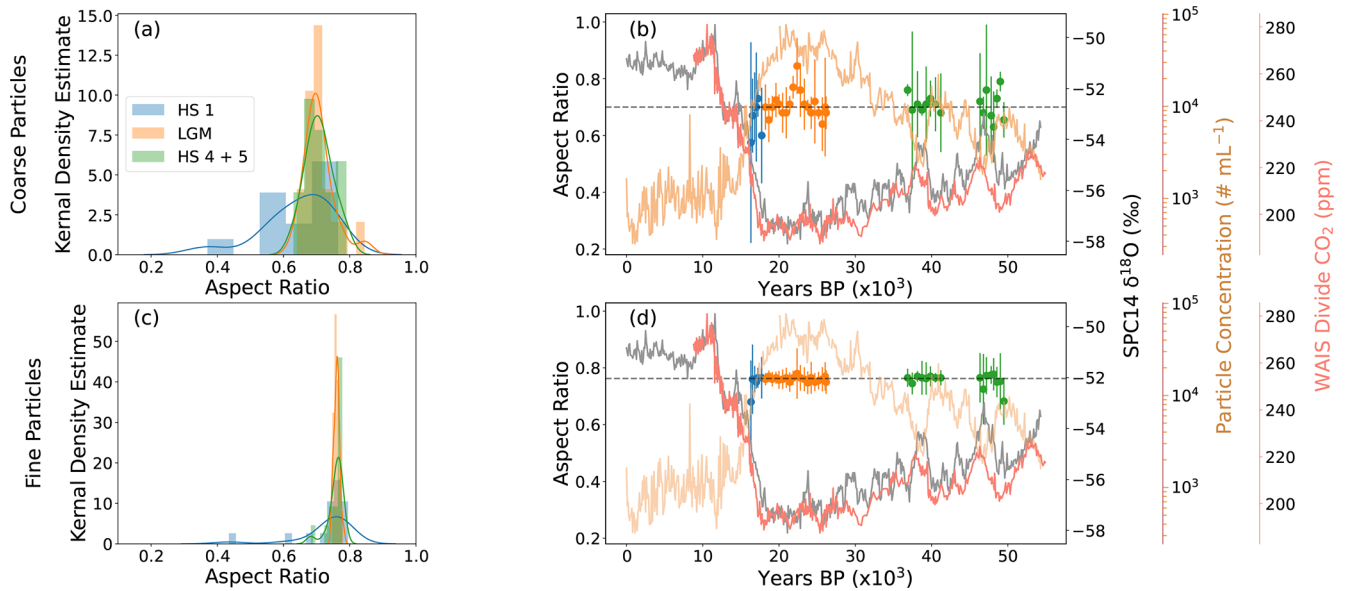 Coarse Particles
Kernal Density Estimate
15.0
12.5
10.0
7.5
5.0
2.5
0.0
(a)
HS 1
LGM
HS 4 + 5
0.2 0.4 0.6 0.8 1.0
Aspect Ratio
Aspect Ratio
1.0
0.8
0.6
0.4
0.2
(b)
0 10 20 30 40 50
Years BP (x10³)
−50
−52
−54
−56
−58
10⁵
10⁴
10³
280
260
240
220
200
Fine Particles
Kernal Density Estimate
50
40
30
20
10
0
(c)
0.2 0.4 0.6 0.8 1.0
Aspect Ratio
Aspect Ratio
1.0
0.8
0.6
0.4
0.2
(d)
0 10 20 30 40 50
Years BP (x10³)
−50
−52
−54
−56
−58
SPC14 δ¹⁸O (‰)
10⁵
10⁴
10³
Particle Concentration (# mL⁻¹)
280
260
240
220
200
WAIS Divide CO₂ (ppm)